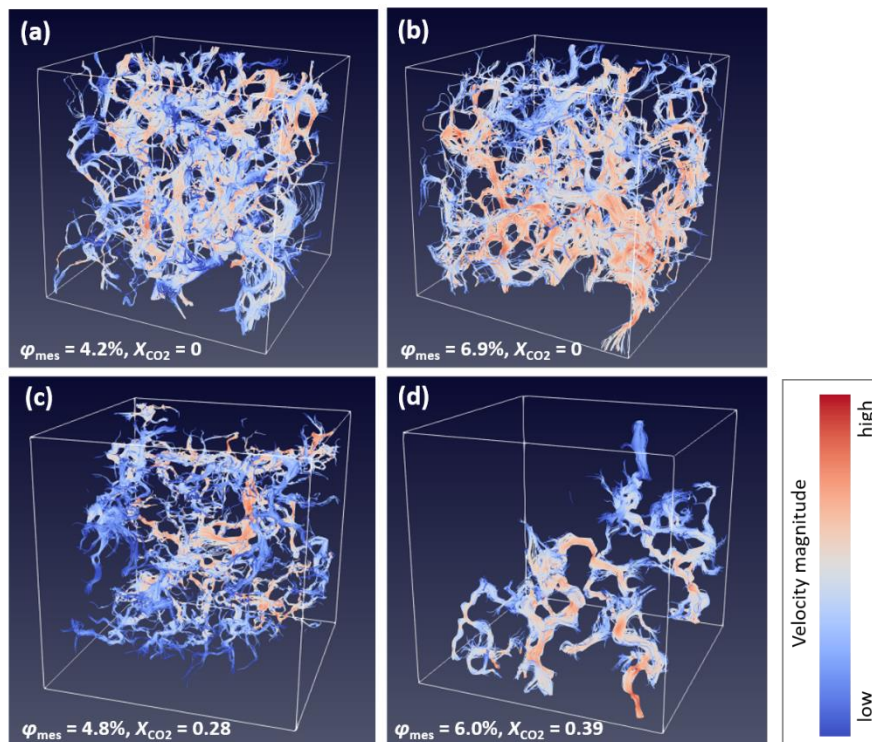 (a)
φmes = 4.2%, XCO2 = 0
(b)
φmes = 6.9%, XCO2 = 0
(c)
φmes = 4.8%, XCO2 = 0.28
(d)
φmes = 6.0%, XCO2 = 0.39
Velocity magnitude
high
low